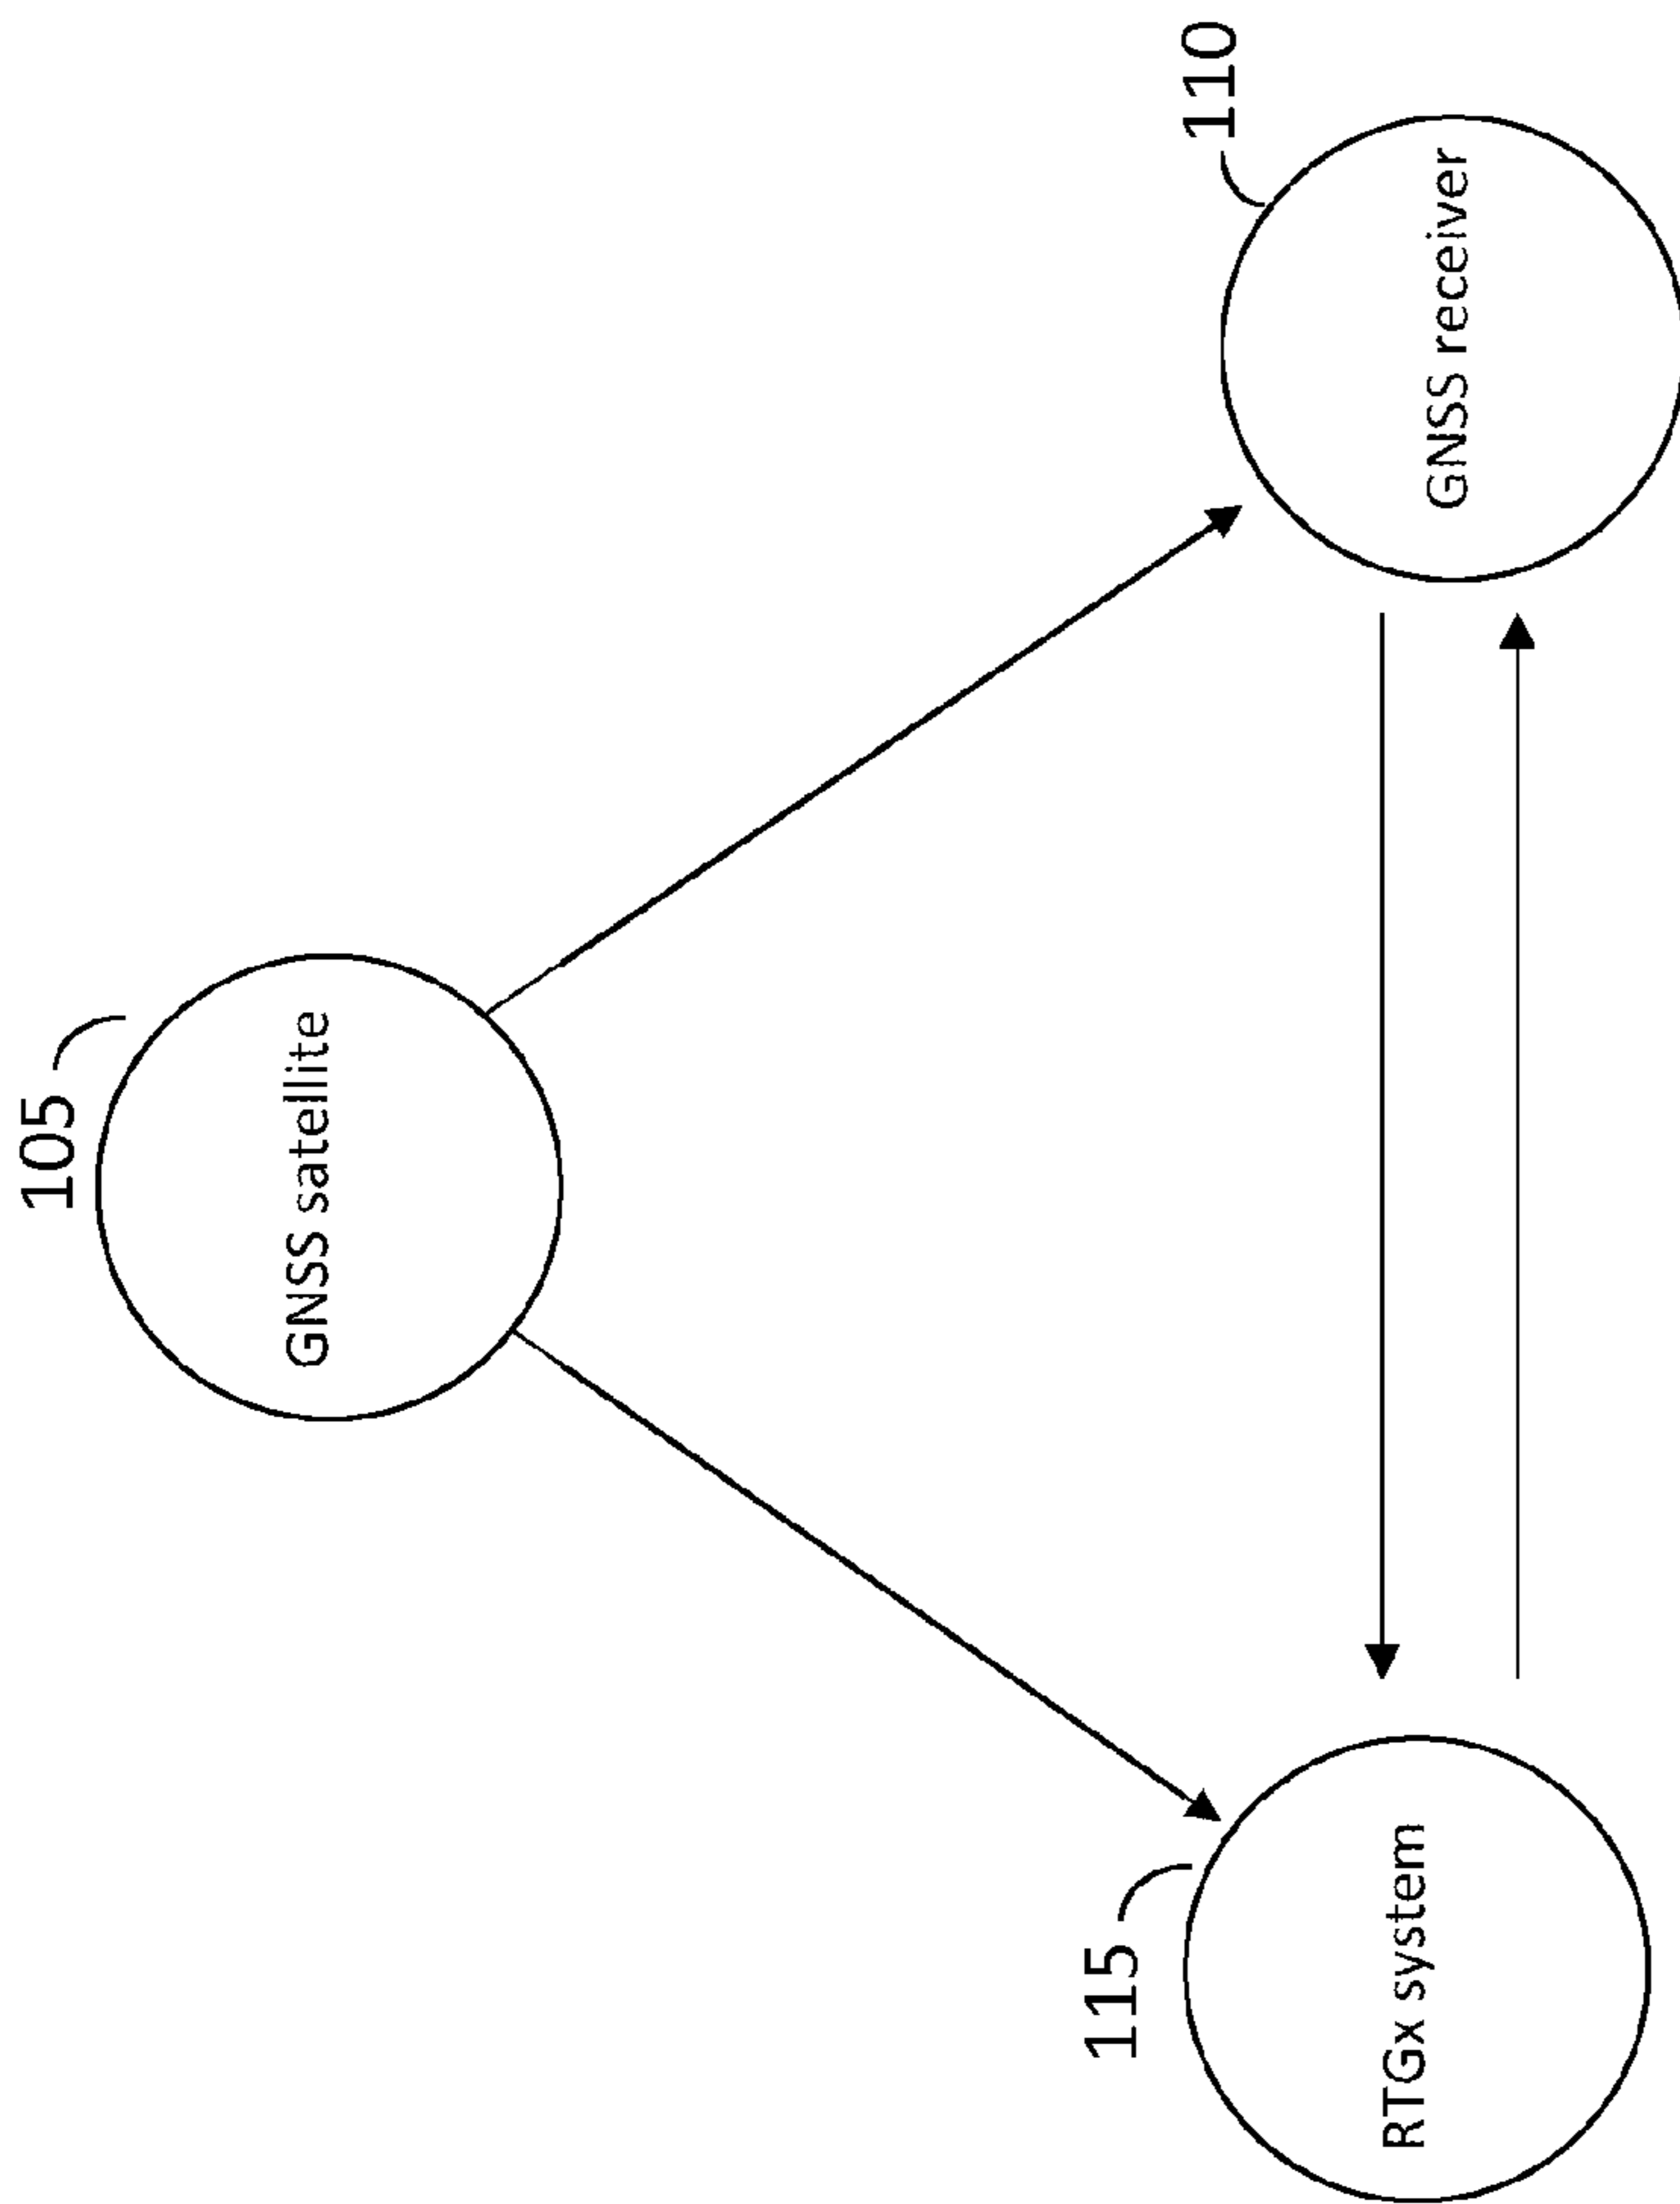 105
GNSS satellite
115
RTGx system
110
GNSS receiver